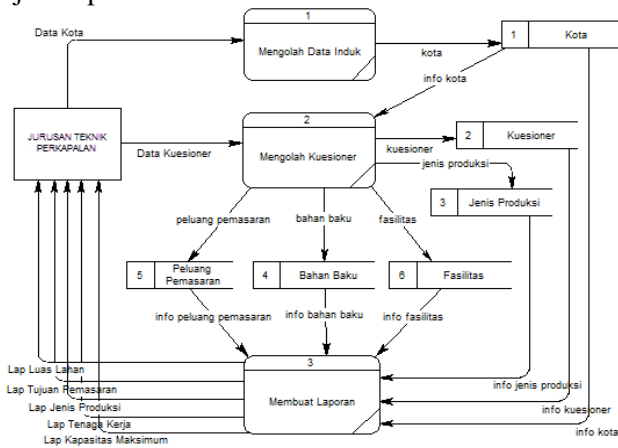 1
Data Kota
Mengolah Data Induk
kota
1
Kota
info kota
2
JURUSAN TEKNIK
PERKAPALAN
Data Kuesioner
Mengolah Kuesioner
kuesioner
2
Kuesioner
jenis produksi
3
Jenis Produksi
peluang pemasaran
bahan baku
fasilitas
5
Peluang
Pemasaran
4
Bahan Baku
6
Fasilitas
info peluang pemasaran
info bahan baku
info fasilitas
3
Lap Luas Lahan
Membuat Laporan
info jenis produksi
Lap Tujuan Pemasaran
Lap Jenis Produksi
info kuesioner
Lap Tenaga Kerja
info kota
Lap Kapasitas Maksimum